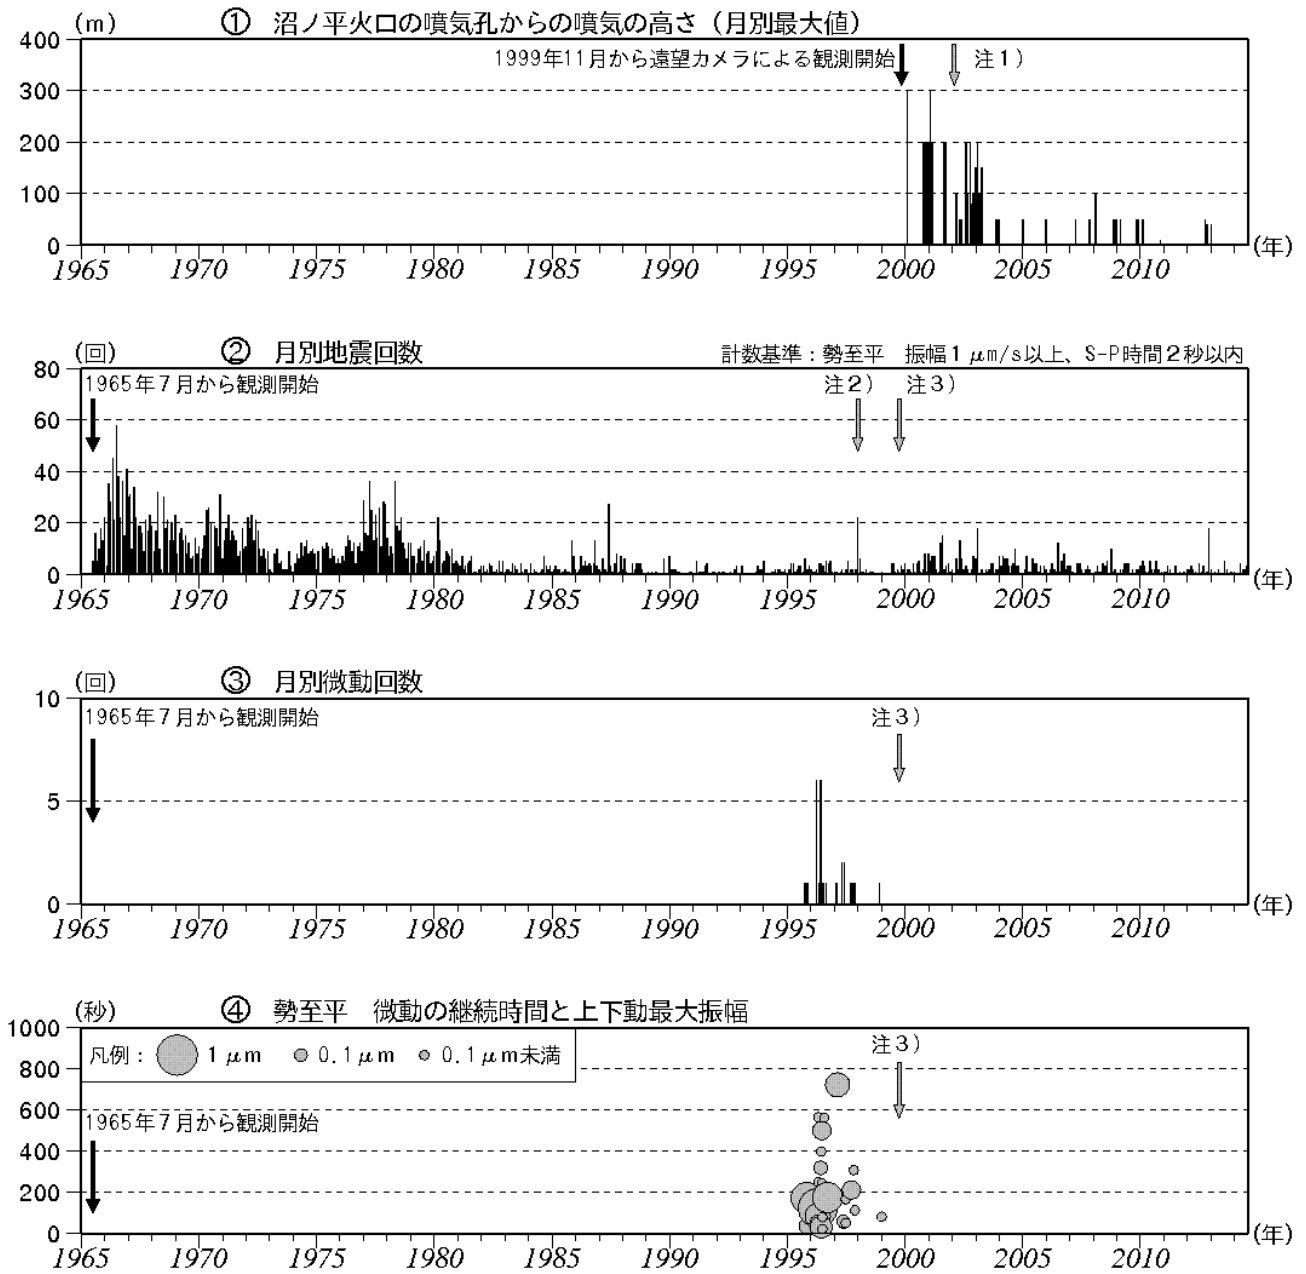 (m) ① 沼ノ平火口の噴気孔からの噴気の高さ（月別最大値）
400
1999年11月から遠望カメラによる観測開始 注1)
300
200
100
0
1965 1970 1975 1980 1985 1990 1995 2000 2005 2010 (年)
(回) ② 月別地震回数 計数基準：勢至平 振幅1μm/s以上、S-P時間2秒以内
80
1965年7月から観測開始 注2) 注3)
60
40
20
0
1965 1970 1975 1980 1985 1990 1995 2000 2005 2010 (年)
(回) ③ 月別微動回数
10
1965年7月から観測開始 注3)
5
0
1965 1970 1975 1980 1985 1990 1995 2000 2005 2010 (年)
(秒) ④ 勢至平 微動の継続時間と上下動最大振幅
1000
凡例： 1μm 0.1μm 0.1μm未満 注3)
800
600
1965年7月から観測開始
400
200
0
1965 1970 1975 1980 1985 1990 1995 2000 2005 2010 (年)